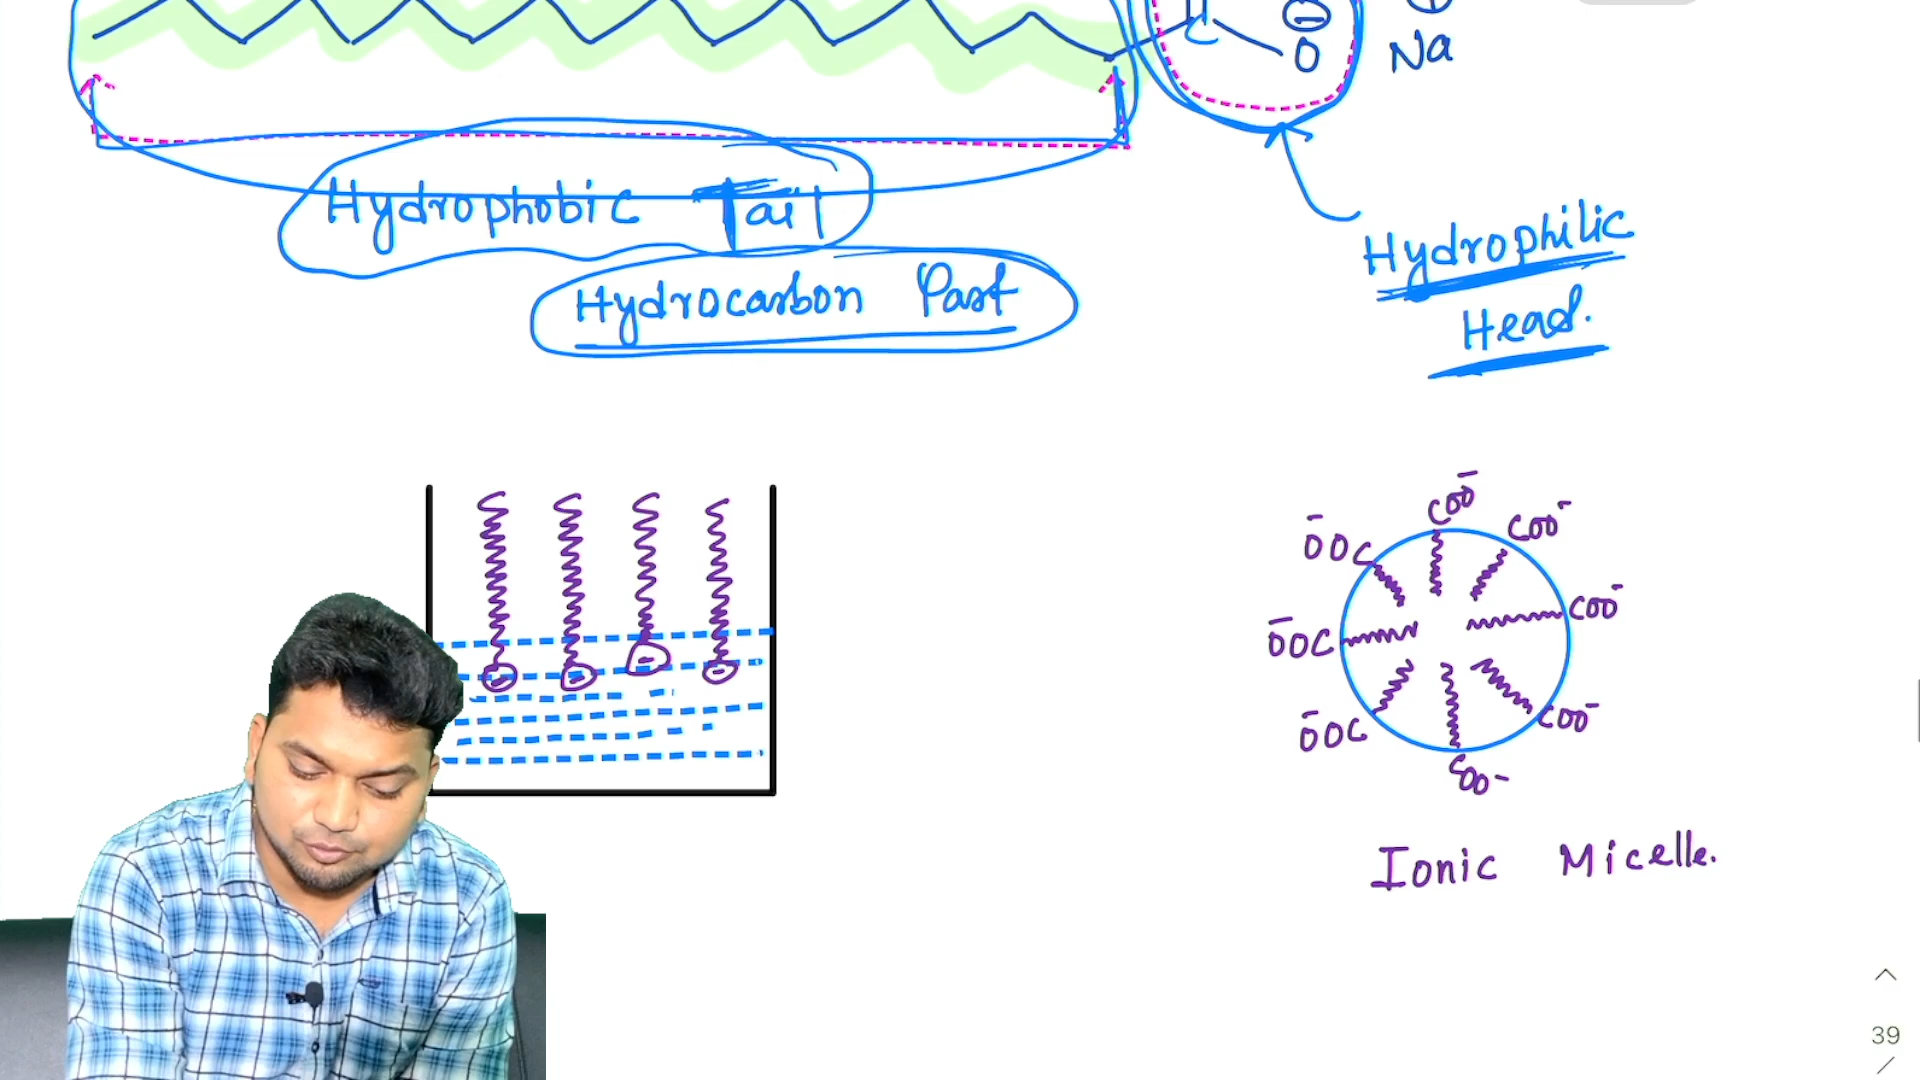 C
⊖
O
Na
Hydrophobic Tail
Hydrocarbon Part
Hydrophilic
Head.
COO⁻
COO⁻
⁻OOC
COO⁻
⁻OOC
COO⁻
⁻OOC
COO⁻
Ionic Micelle.
39